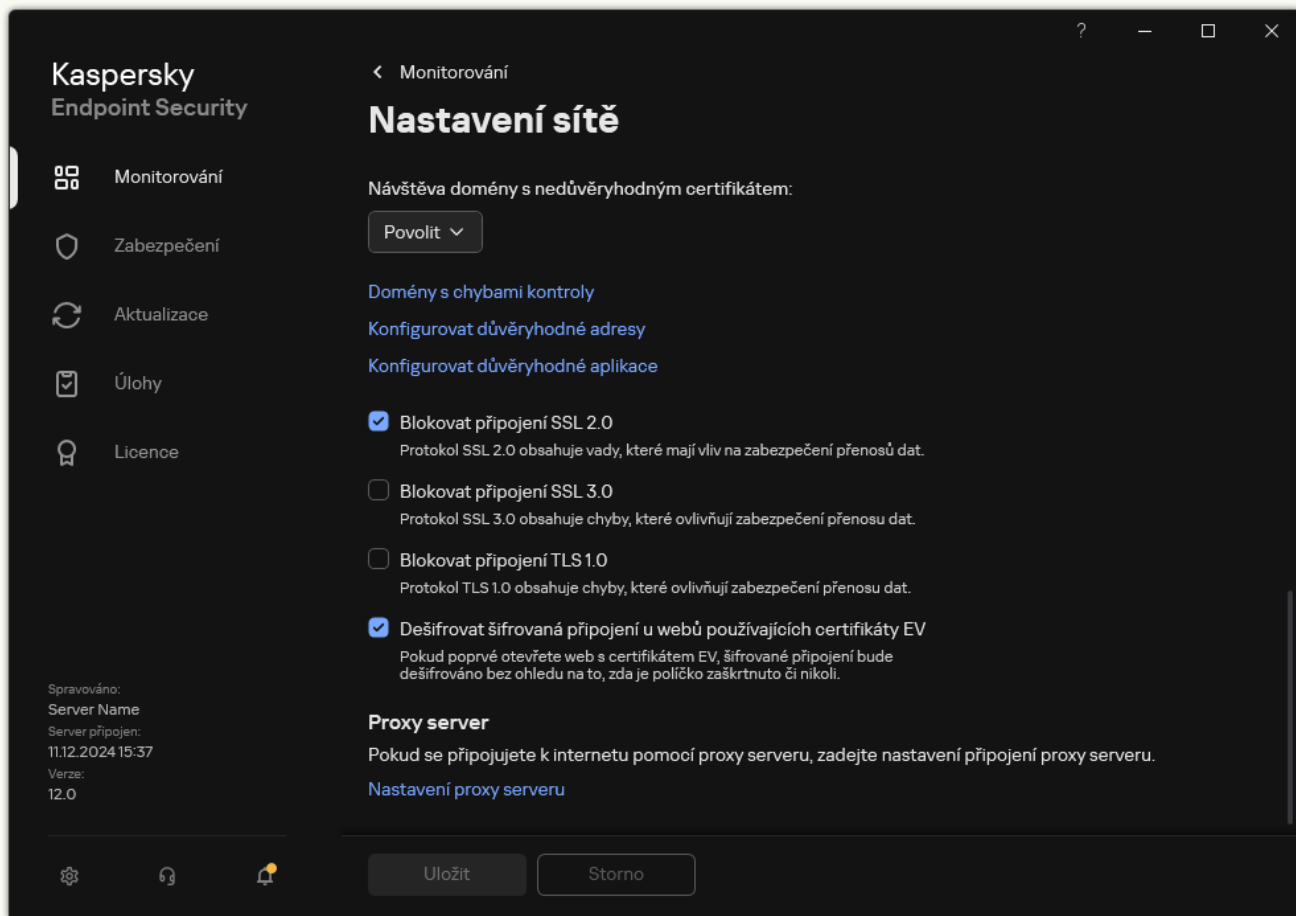 ?
Kaspersky
Endpoint Security
Monitorování
Zabezpečení
Aktualizace
Úlohy
Licence
Spravováno:
Server Name
Server připojen:
11.12.2024 15:37
Verze:
12.0
Monitorování
Nastavení sítě
Návštěva domény s nedůvěryhodným certifikátem:
Povolit
Domény s chybami kontroly
Konfigurovat důvěryhodné adresy
Konfigurovat důvěryhodné aplikace
Blokovat připojení SSL 2.0
Protokol SSL 2.0 obsahuje vady, které mají vliv na zabezpečení přenosů dat.
Blokovat připojení SSL 3.0
Protokol SSL 3.0 obsahuje chyby, které ovlivňují zabezpečení přenosu dat.
Blokovat připojení TLS 1.0
Protokol TLS 1.0 obsahuje chyby, které ovlivňují zabezpečení přenosu dat.
Dešifrovat šifrovaná připojení u webů používajících certifikáty EV
Pokud poprvé otevřete web s certifikátem EV, šifrované připojení bude
dešifrováno bez ohledu na to, zda je políčko zaškrtnuto či nikoli.
Proxy server
Pokud se připojujete k internetu pomocí proxy serveru, zadejte nastavení připojení proxy serveru.
Nastavení proxy serveru
Uložit
Storno